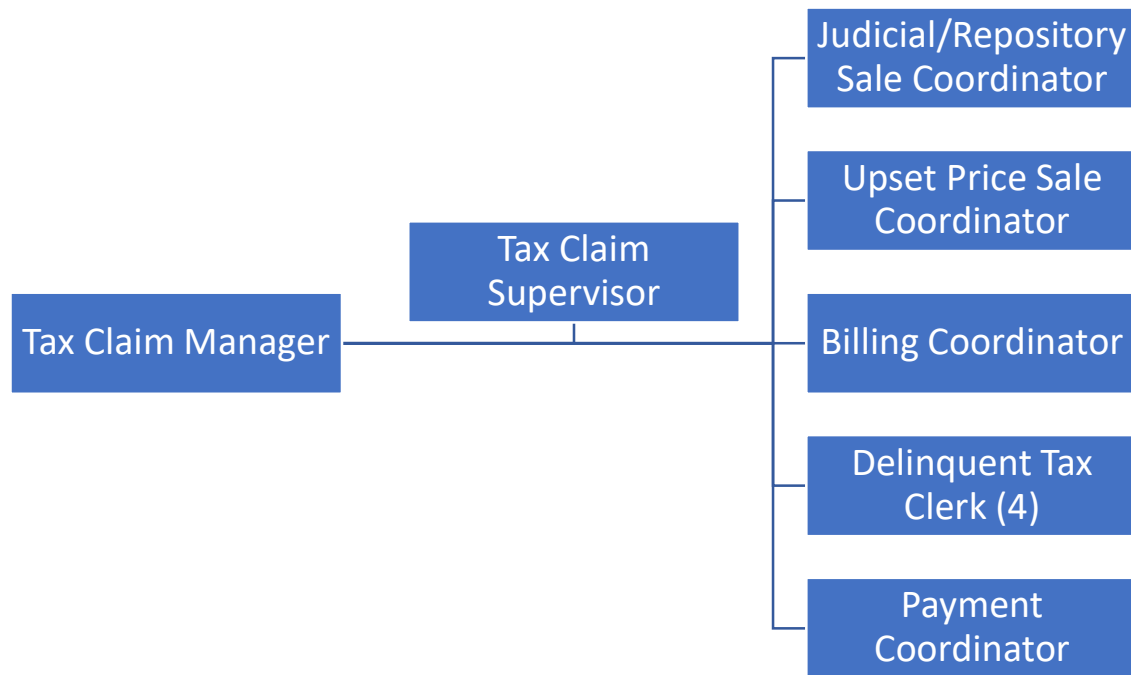 Judicial/Repository
Sale Coordinator
Upset Price Sale
Coordinator
Tax Claim
Supervisor
Tax Claim Manager
Billing Coordinator
Delinquent Tax
Clerk (4)
Payment
Coordinator